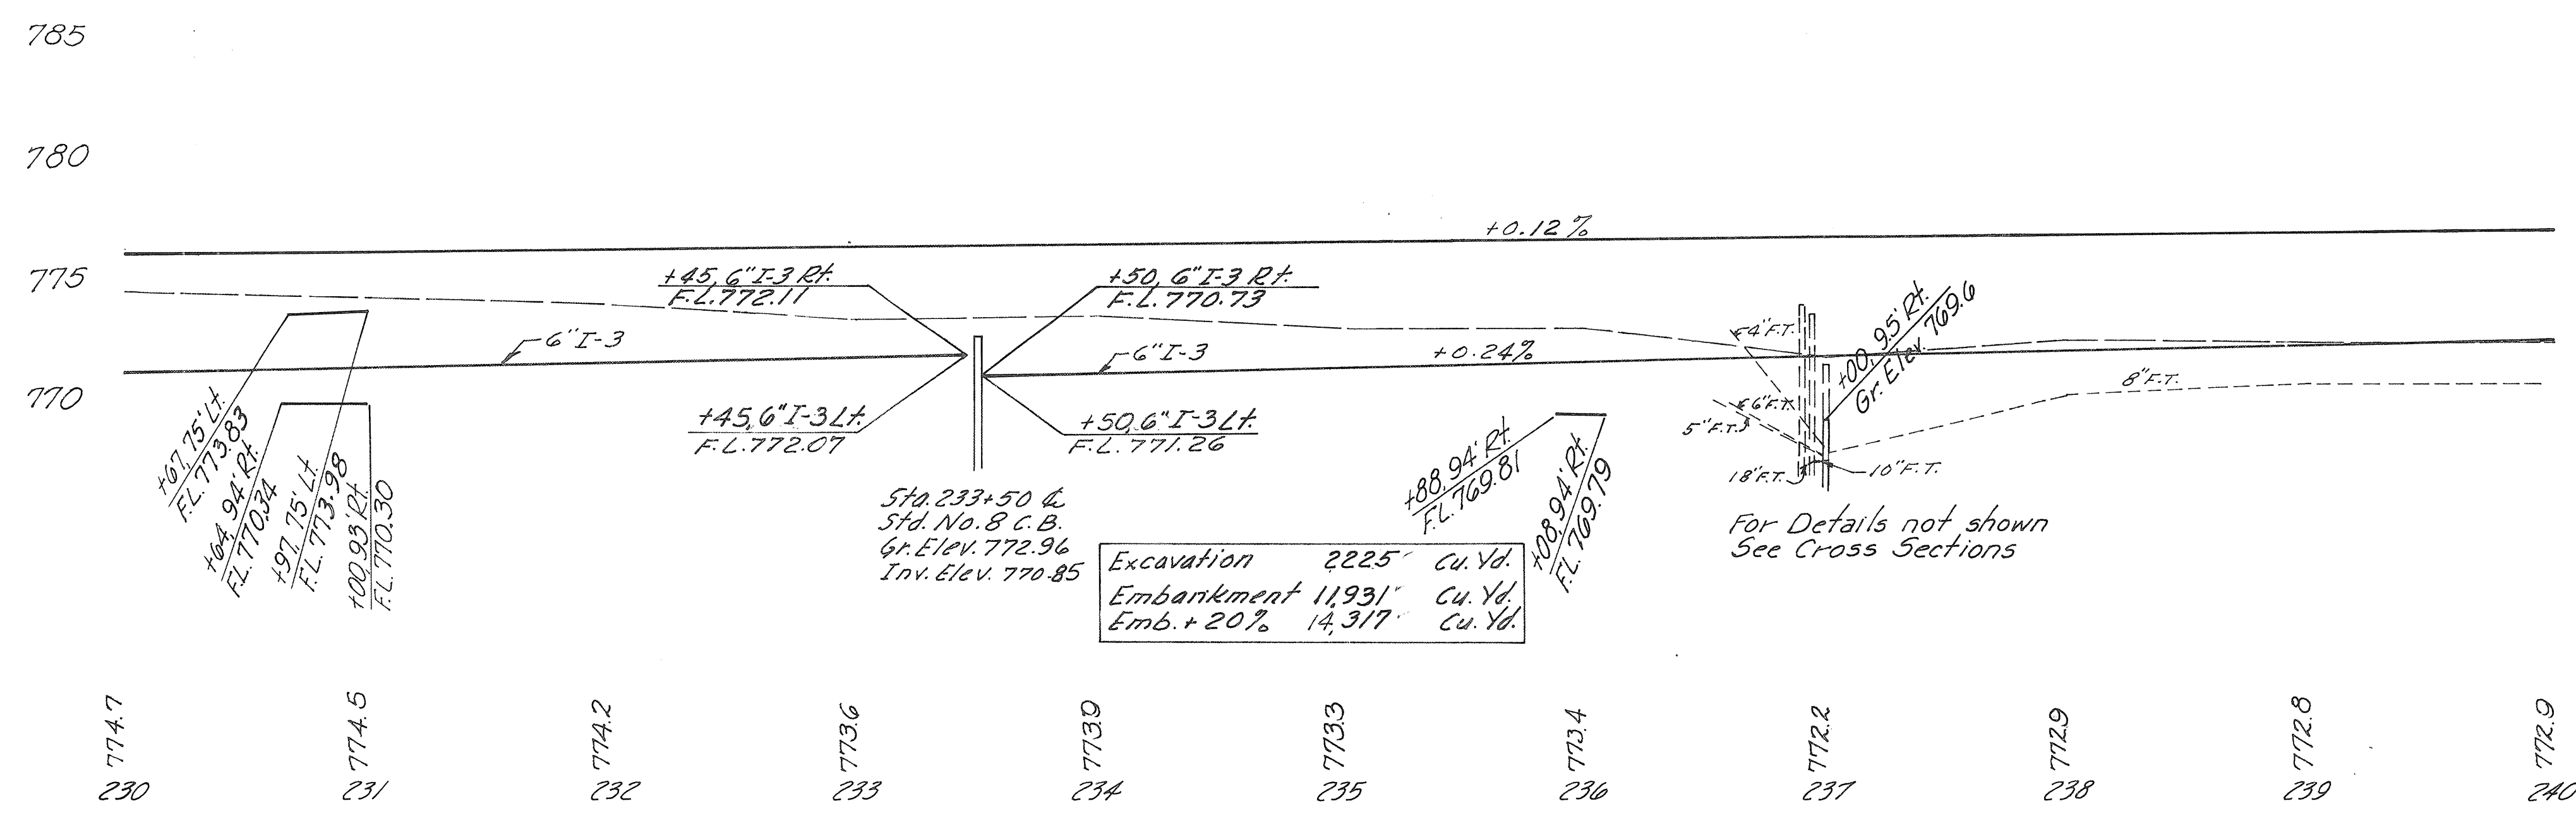 785
780
+0.12%
775
+45, 6" I-3 Rt.
F.L. 772.11
+50, 6" I-3 Rt.
F.L. 770.73
6" I-3
6" I-3
+0.24%
4" F.T.
+00, 95' Rt.
Gr. Elev. 769.6
8" F.T.
770
+45, 6" I-3 Lt.
F.L. 772.07
+50, 6" I-3 Lt.
F.L. 771.26
6" F.T.
5" F.T.
18" F.T.
10" F.T.
+67, 75' Lt.
F.L. 773.83
+64, 94' Rt.
F.L. 770.34
+97, 75' Lt.
F.L. 773.98
+00, 93' Rt.
F.L. 770.30
+88, 94' Rt.
F.L. 769.81
+08, 94' Rt.
F.L. 769.79
Sta. 233+50 ℄
Std. No. 8 C.B.
Gr. Elev. 772.96
Inv. Elev. 770.85
Excavation 2225 Cu. Yd.
Embankment 11,931 Cu. Yd.
Emb. + 20% 14,317 Cu. Yd.
For Details not shown
See Cross Sections
774.7 774.5 774.2 773.6 773.9 773.3 773.4 772.2 772.9 772.8 772.9
230 231 232 233 234 235 236 237 238 239 240